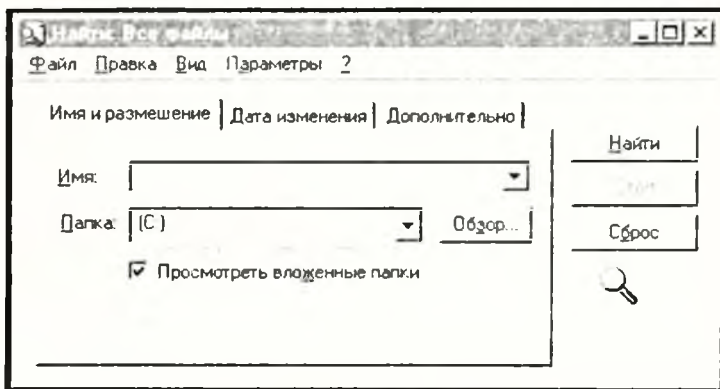 Найти: Все файлы
Файл Правка Вид Параметры ?
Имя и размешение Дата изменения Дополнительно
Найти
Имя:
Папка: (C ) Обзор...
Сброс
Просмотреть вложенные папки